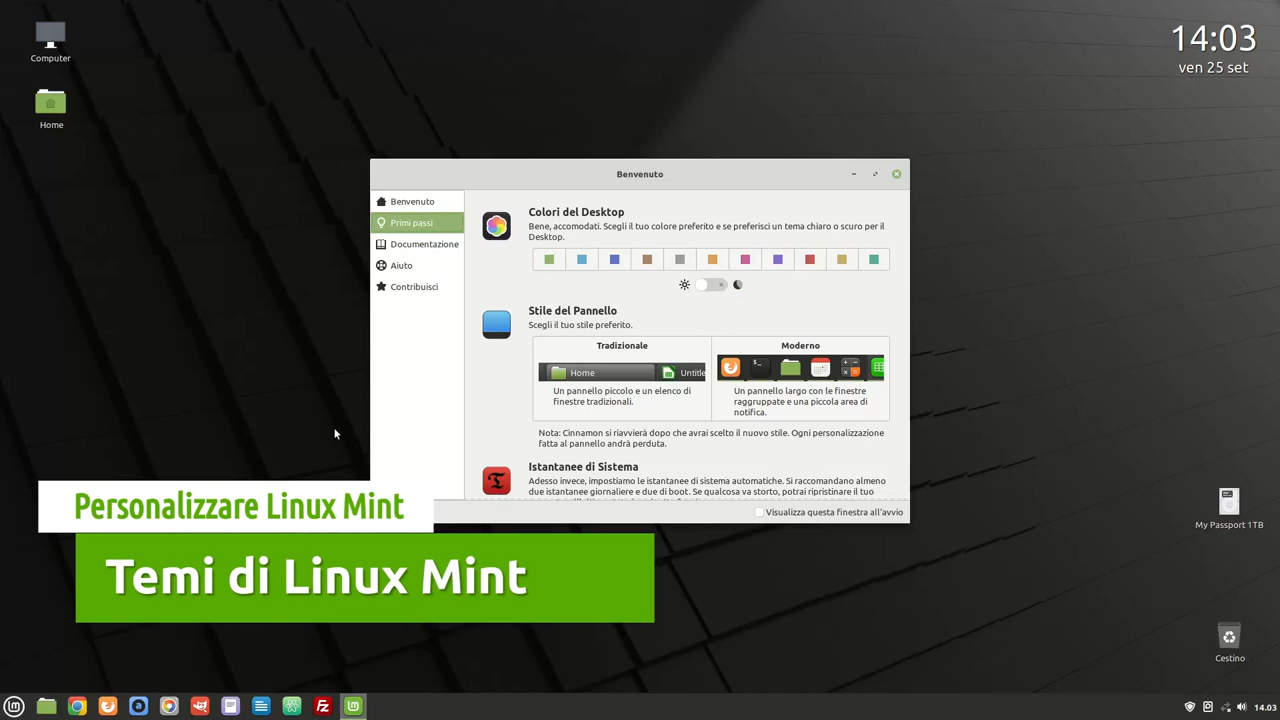 Computer
Home
14:03
ven 25 set
Benvenuto
Benvenuto
Primi passi
Documentazione
Aiuto
Contribuisci
Colori del Desktop
Bene, accomodati. Scegli il tuo colore preferito e se preferisci un tema chiaro o scuro per il
Desktop.
Stile del Pannello
Scegli il tuo stile preferito.
Tradizionale
Home
Untitle
Un pannello piccolo e un elenco di
finestre tradizionali.
Moderno
Un pannello largo con le finestre
raggruppate e una piccola area di
notifica.
Nota: Cinnamon si riavvierà dopo che avrai scelto il nuovo stile. Ogni personalizzazione
fatta al pannello andrà perduta.
Istantanee di Sistema
Adesso invece, impostiamo le istantanee di sistema automatiche. Si raccomandano almeno
due istantanee giornaliere e due di boot. Se qualcosa va storto, potrai ripristinare il tuo
Visualizza questa finestra all'avvio
Personalizzare Linux Mint
Temi di Linux Mint
My Passport 1TB
Cestino
14.03